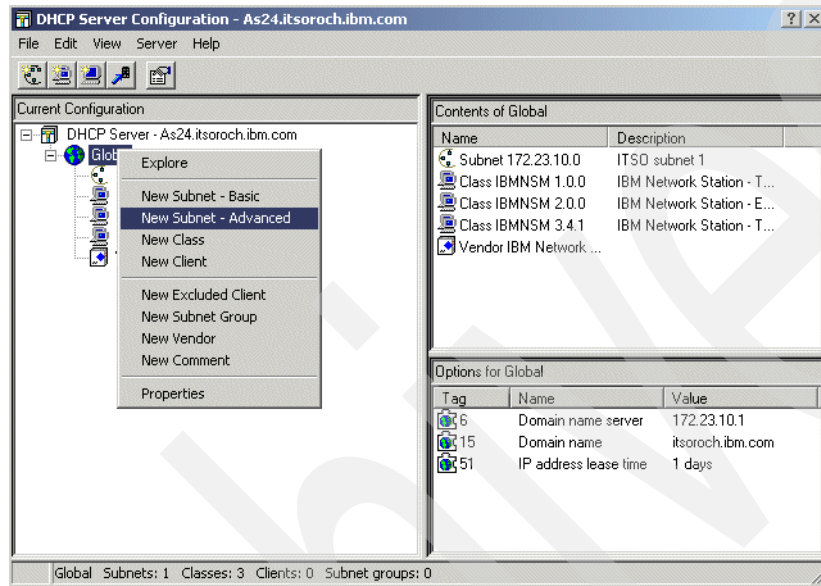 DHCP Server Configuration - As24.itsoroch.ibm.com
File Edit View Server Help
Current Configuration
DHCP Server - As24.itsoroch.ibm.com
Explore
New Subnet - Basic
New Subnet - Advanced
New Class
New Client
New Excluded Client
New Subnet Group
New Vendor
New Comment
Properties
Contents of Global
Name Description
Subnet 172.23.10.0 ITSO subnet 1
Class IBMNSM 1.0.0 IBM Network Station - T...
Class IBMNSM 2.0.0 IBM Network Station - E...
Class IBMNSM 3.4.1 IBM Network Station - T...
Vendor IBM Network ...
Options for Global
Tag Name Value
6 Domain name server 172.23.10.1
15 Domain name itsoroch.ibm.com
51 IP address lease time 1 days
Global Subnets: 1 Classes: 3 Clients: 0 Subnet groups: 0